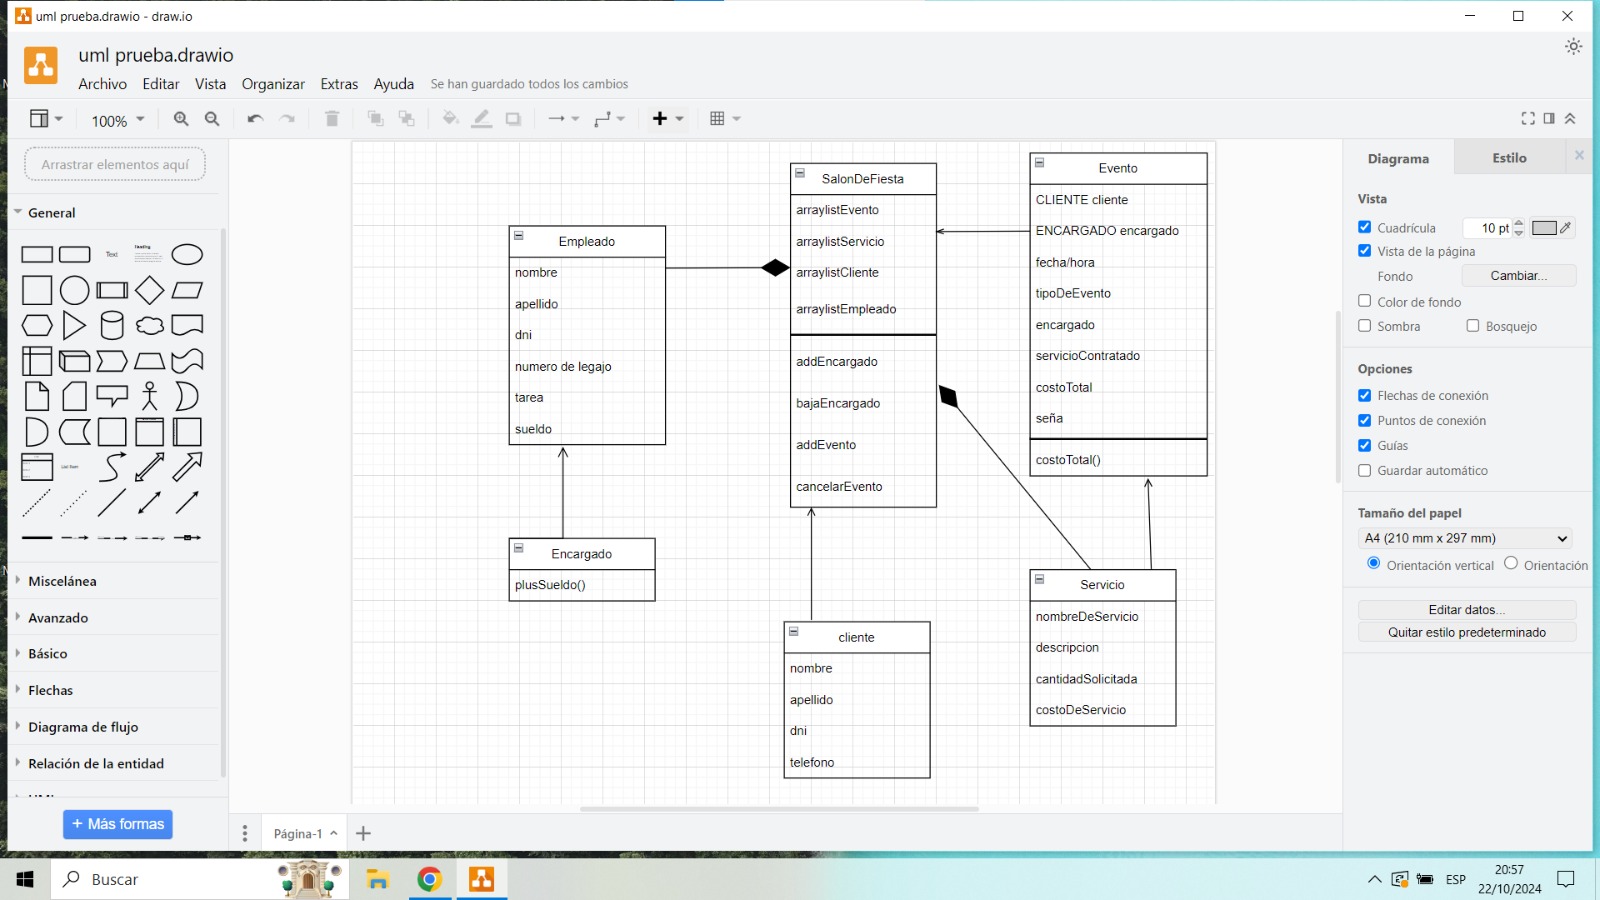 uml prueba.drawio - draw.io
uml prueba.drawio
Archivo Editar Vista Organizar Extras Ayuda Se han guardado todos los cambios
100%
Arrastrar elementos aquí
General
Text
Heading
List Item
Miscelánea
Avanzado
Básico
Flechas
Diagrama de flujo
Relación de la entidad
+ Más formas
Empleado
nombre
apellido
dni
numero de legajo
tarea
sueldo
Encargado
plusSueldo()
SalonDeFiesta
arraylistEvento
arraylistServicio
arraylistCliente
arraylistEmpleado
addEncargado
bajaEncargado
addEvento
cancelarEvento
cliente
nombre
apellido
dni
telefono
Evento
CLIENTE cliente
ENCARGADO encargado
fecha/hora
tipoDeEvento
encargado
servicioContratado
costoTotal
seña
costoTotal()
Servicio
nombreDeServicio
descripcion
cantidadSolicitada
costoDeServicio
Diagrama Estilo
Vista
Cuadrícula 10 pt
Vista de la página
Fondo Cambiar...
Color de fondo
Sombra Bosquejo
Opciones
Flechas de conexión
Puntos de conexión
Guías
Guardar automático
Tamaño del papel
A4 (210 mm x 297 mm)
Orientación vertical Orientación
Editar datos...
Quitar estilo predeterminado
Página-1
Buscar
ESP
20:57
22/10/2024